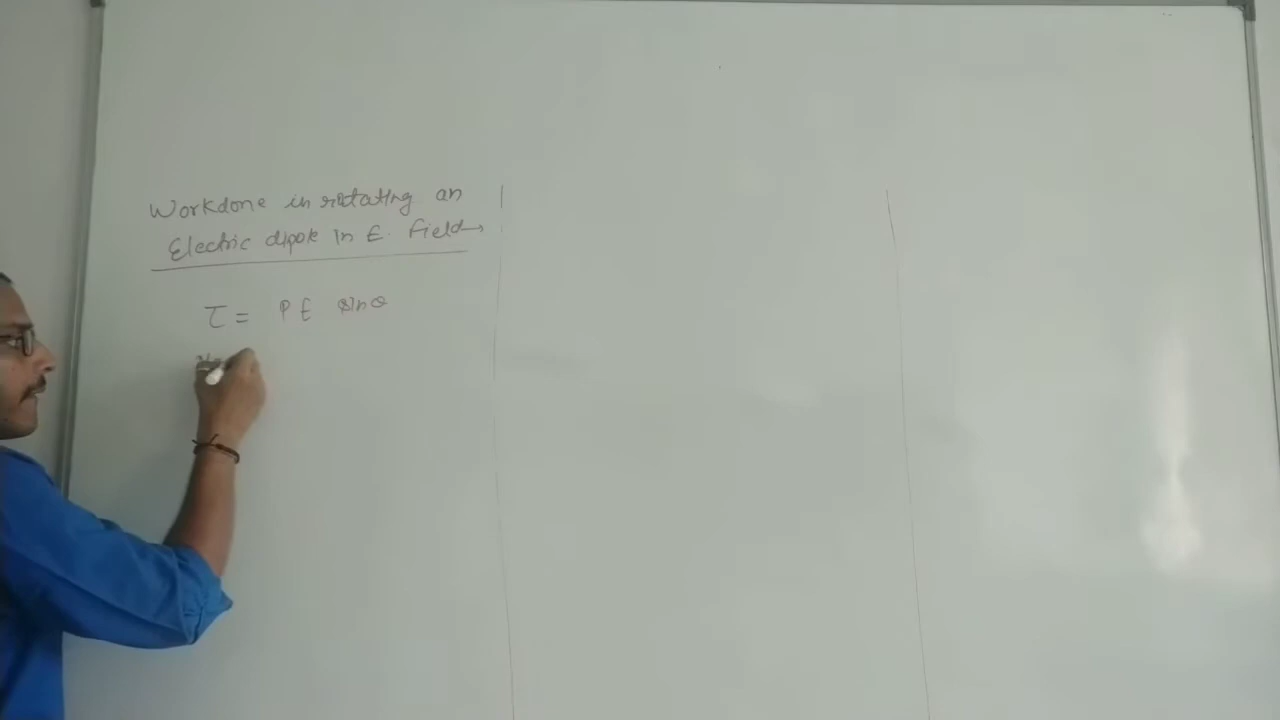 Workdone in rotating an
Electric dipole in E. Field→
τ = PE sinθ